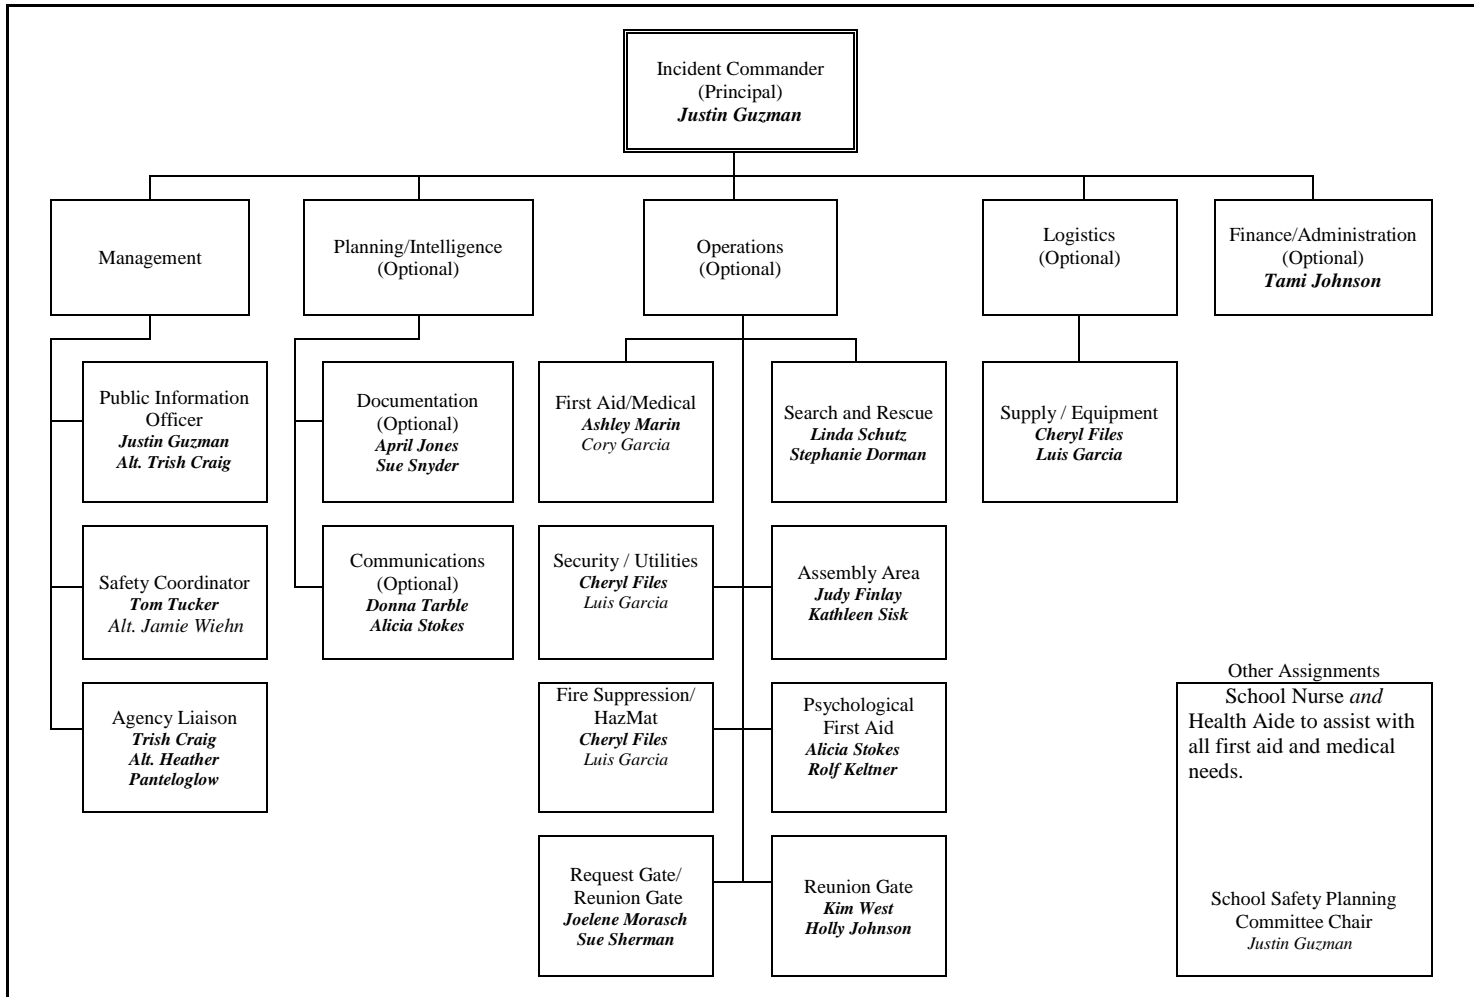 Incident Commander
(Principal)
Justin Guzman
Management
Planning/Intelligence
(Optional)
Operations
(Optional)
Logistics
(Optional)
Finance/Administration
(Optional)
Tami Johnson
Public Information
Officer
Justin Guzman
Alt. Trish Craig
Documentation
(Optional)
April Jones
Sue Snyder
First Aid/Medical
Ashley Marin
Cory Garcia
Search and Rescue
Linda Schutz
Stephanie Dorman
Supply / Equipment
Cheryl Files
Luis Garcia
Safety Coordinator
Tom Tucker
Alt. Jamie Wiehn
Communications
(Optional)
Donna Tarble
Alicia Stokes
Security / Utilities
Cheryl Files
Luis Garcia
Assembly Area
Judy Finlay
Kathleen Sisk
Agency Liaison
Trish Craig
Alt. Heather
Panteloglow
Fire Suppression/
HazMat
Cheryl Files
Luis Garcia
Psychological
First Aid
Alicia Stokes
Rolf Keltner
Other Assignments
School Nurse and
Health Aide to assist with
all first aid and medical
needs.
Request Gate/
Reunion Gate
Joelene Morasch
Sue Sherman
Reunion Gate
Kim West
Holly Johnson
School Safety Planning
Committee Chair
Justin Guzman